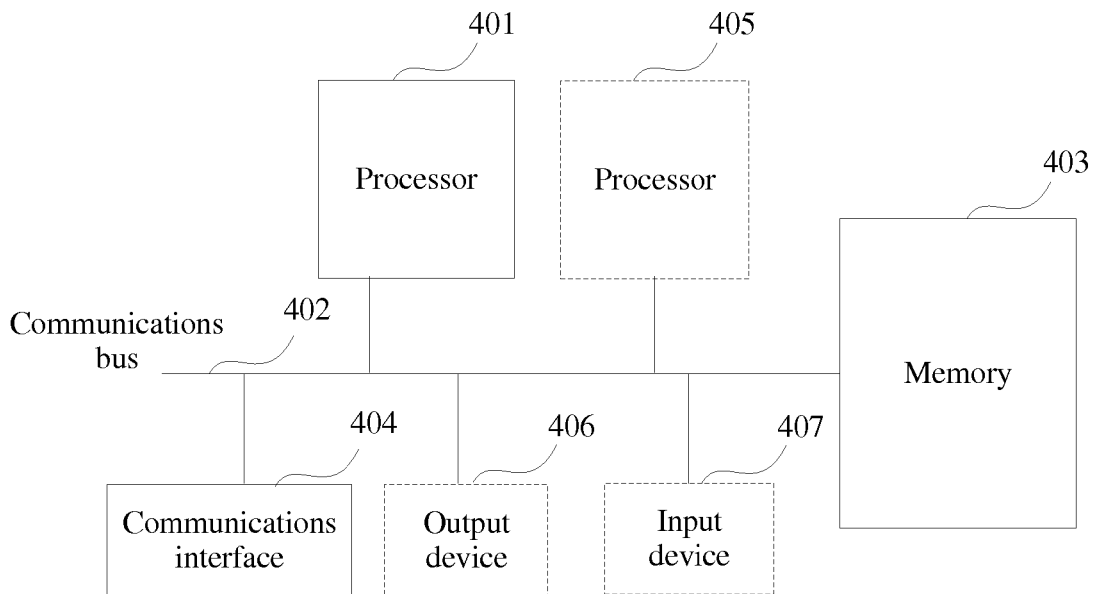 401
405
Processor
Processor
403
Communications
bus
402
Memory
404
406
407
Communications
interface
Output
device
Input
device